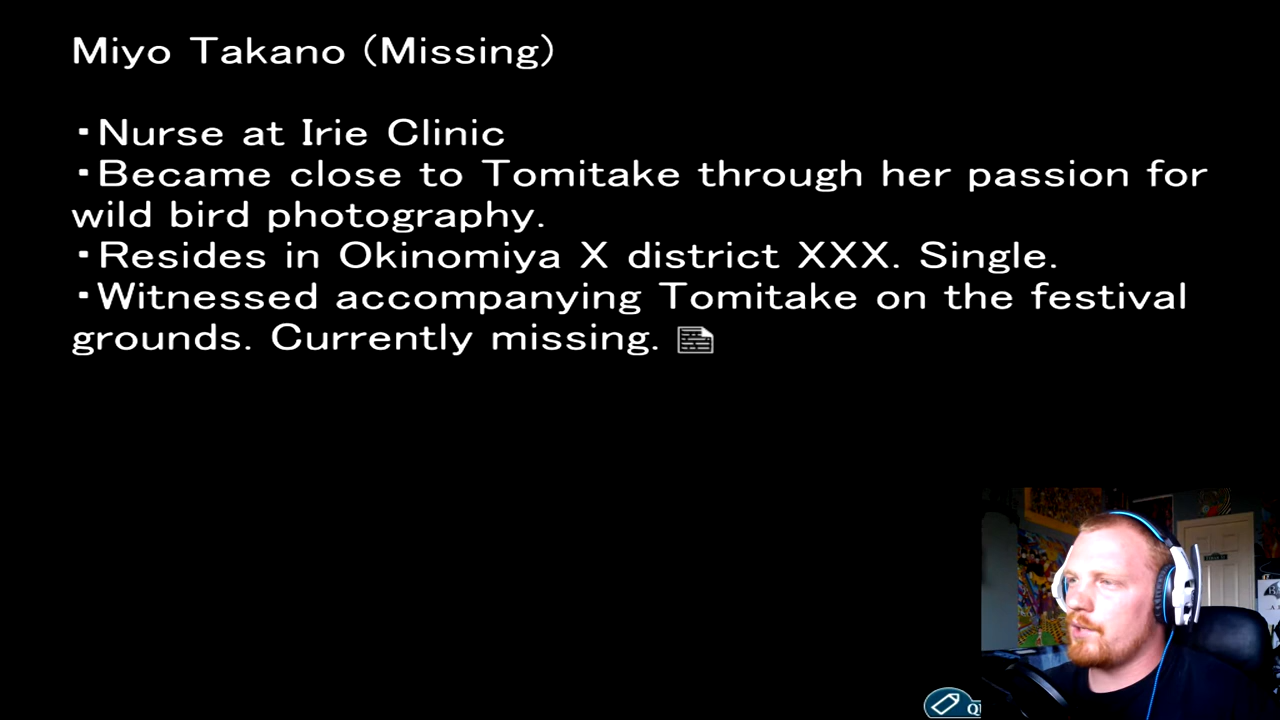 Miyo Takano (Missing)
・Nurse at Irie Clinic
・Became close to Tomitake through her passion for
wild bird photography.
・Resides in Okinomiya X district XXX. Single.
・Witnessed accompanying Tomitake on the festival
grounds. Currently missing.